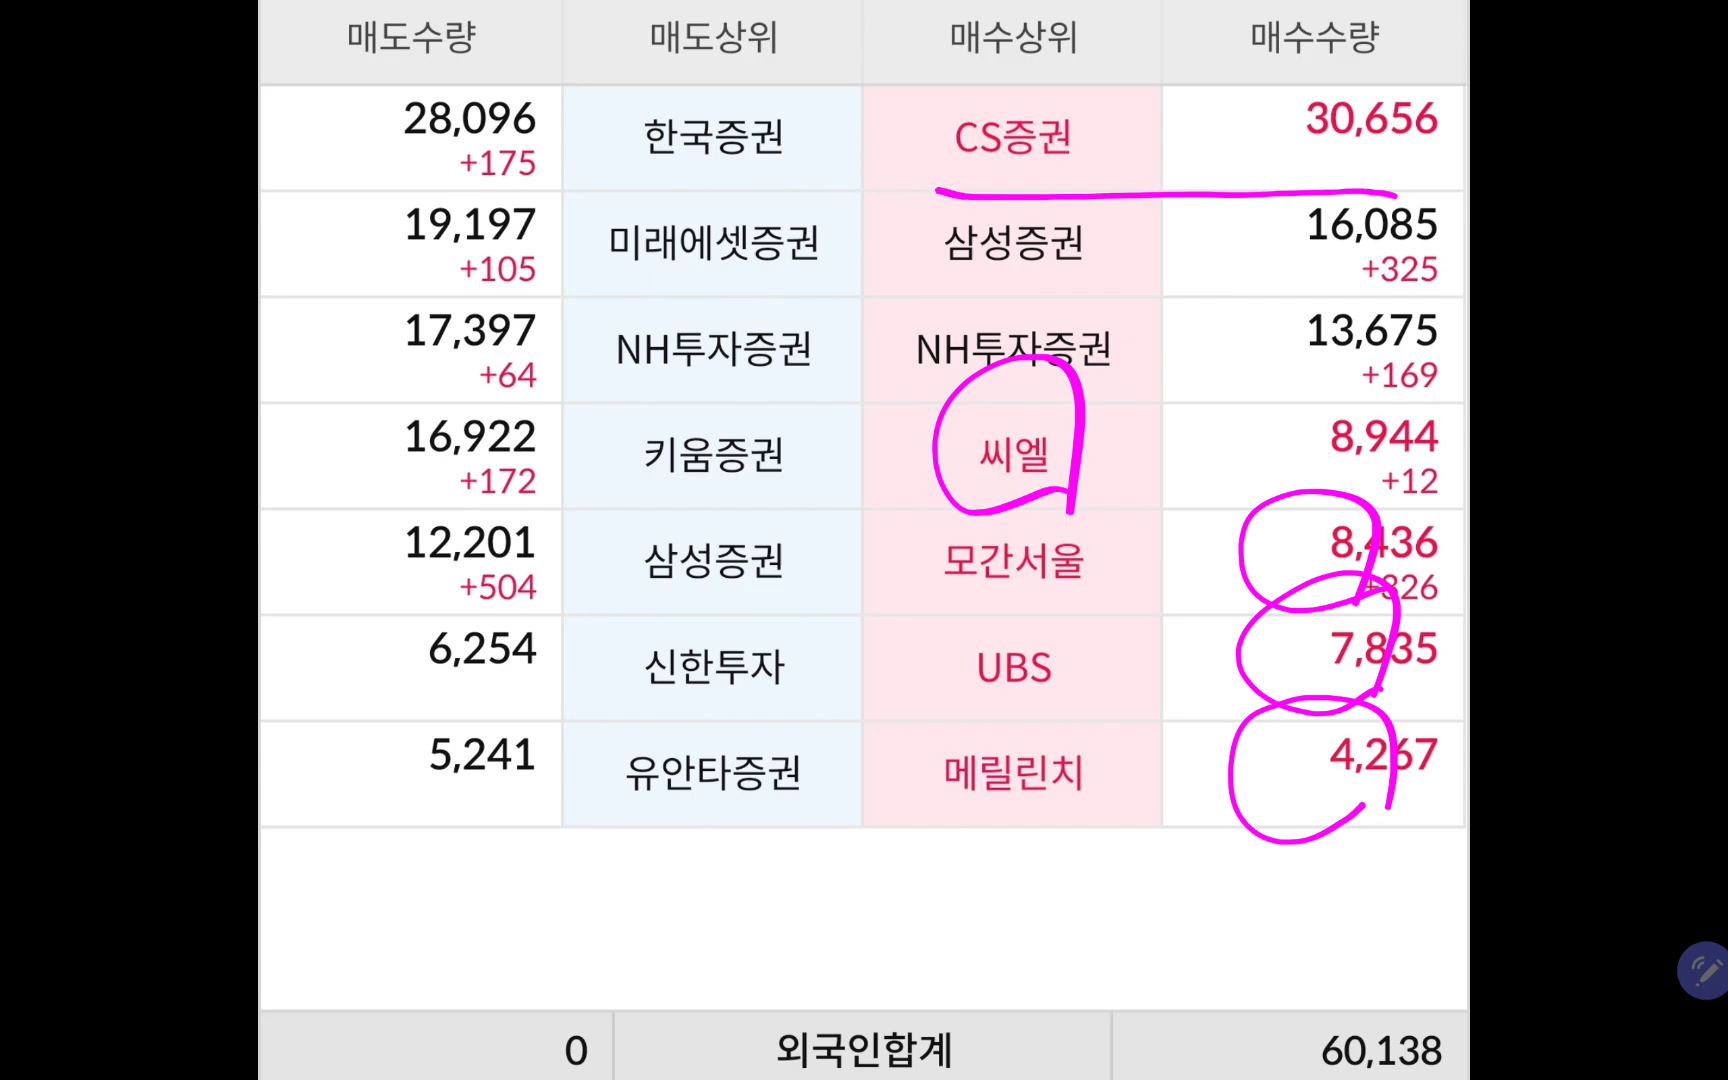 매도수량 매도상위 매수상위 매수수량
28,096 한국증권 CS증권 30,656
+175
19,197 미래에셋증권 삼성증권 16,085
+105 +325
17,397 NH투자증권 NH투자증권 13,675
+64 +169
16,922 키움증권 씨엘 8,944
+172 +12
12,201 삼성증권 모간서울 8,436
+504 +326
6,254 신한투자 UBS 7,835
5,241 유안타증권 메릴린치 4,267
0 외국인합계 60,138